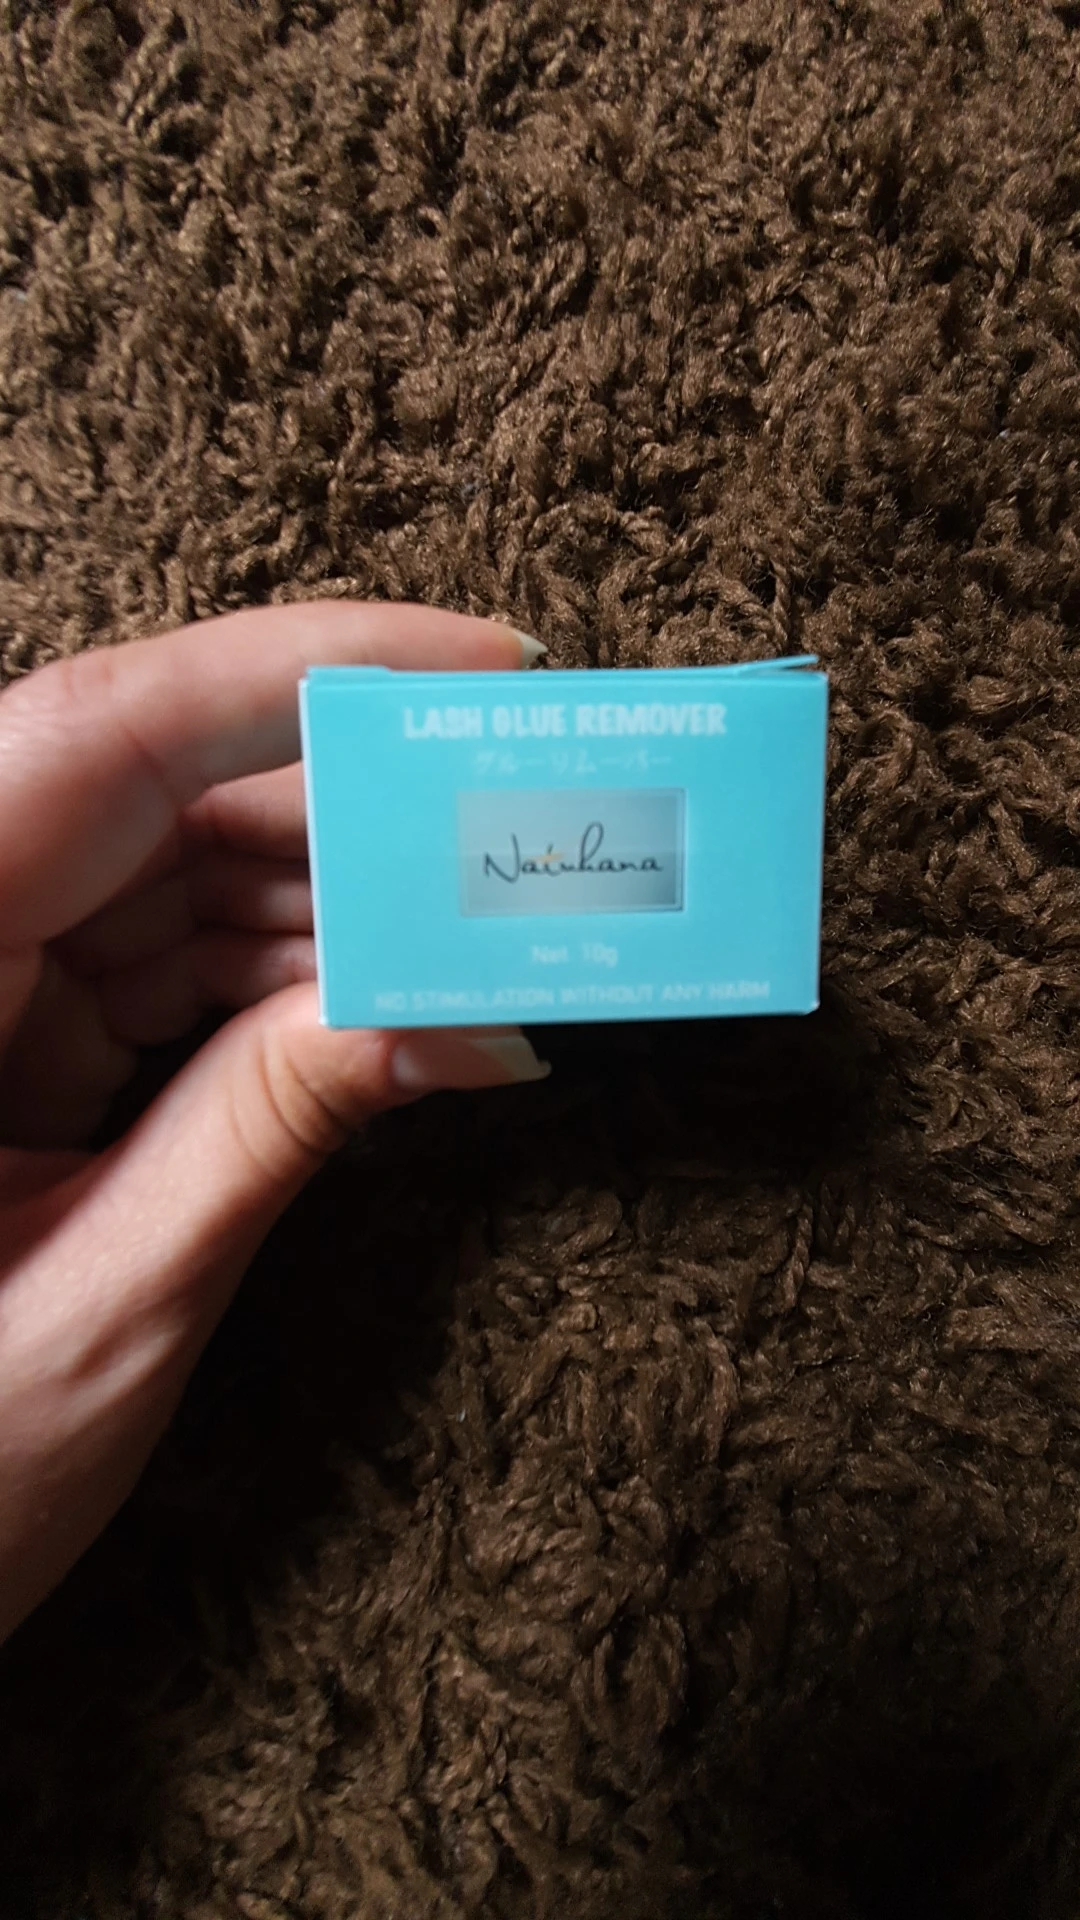 LASH GLUE REMOVER
グルーリムーバー
Natuhana
Net 10g
NO STIMULATION WITHOUT ANY HARM